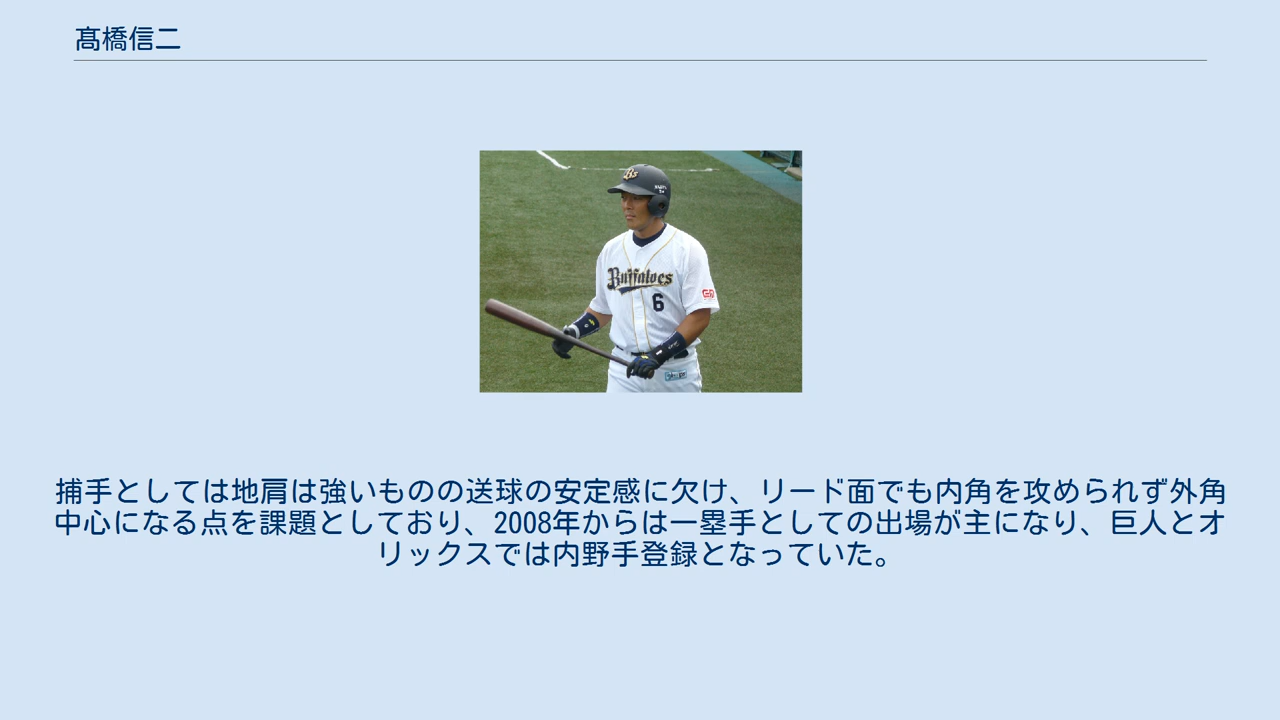 髙橋信二
Bs
Buffaloes
6
捕手としては地肩は強いものの送球の安定感に欠け、リード面でも内角を攻められず外角
中心になる点を課題としており、2008年からは一塁手としての出場が主になり、巨人とオ
リックスでは内野手登録となっていた。